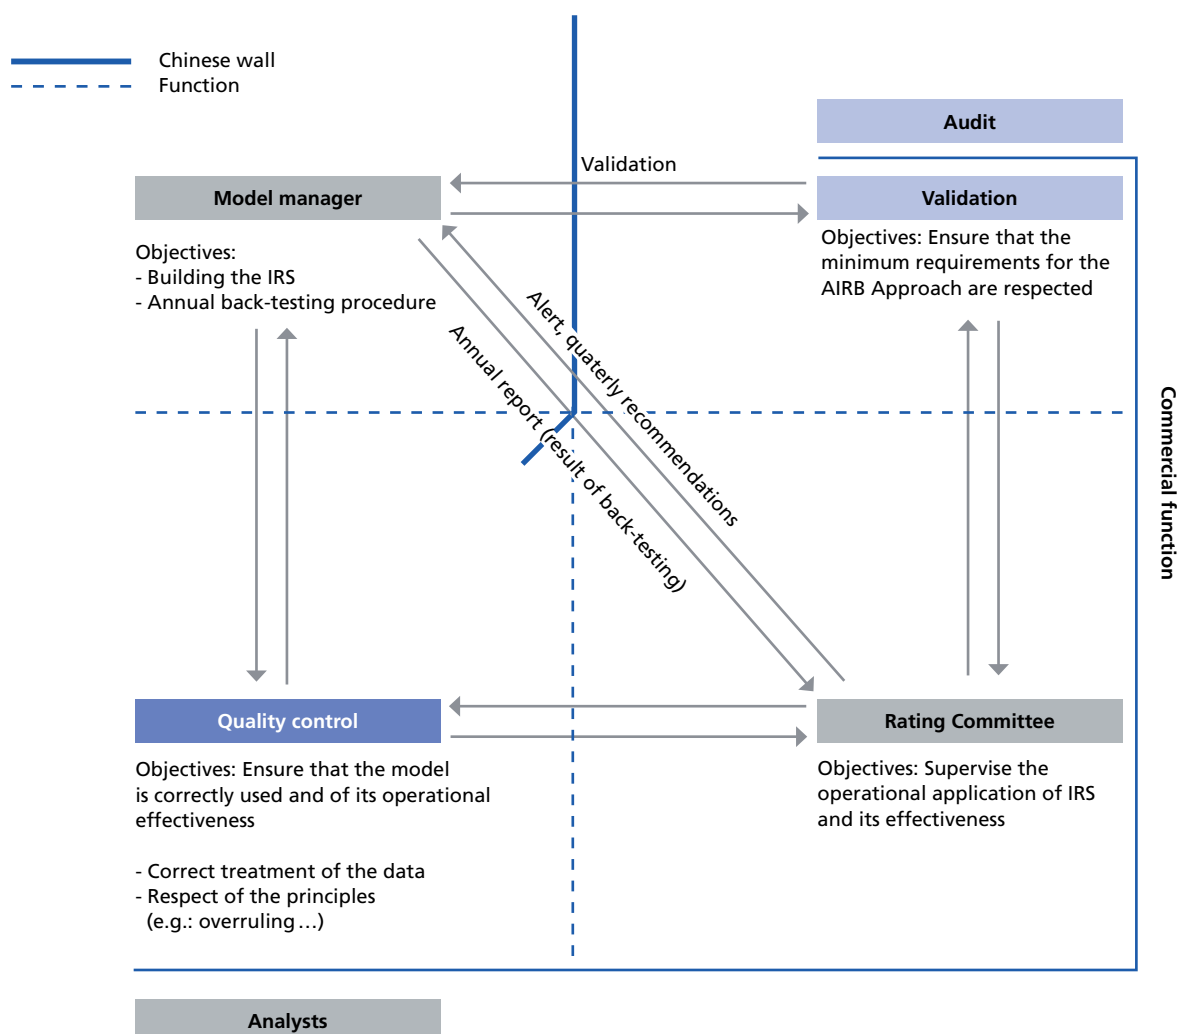 Chinese wall
Function
Audit
Validation
Model manager
Validation
Objectives:
- Building the IRS
- Annual back-testing procedure
Objectives: Ensure that the
minimum requirements for the
AIRB Approach are respected
Alert, quaterly recommendations
Annual report (result of back-testing)
Commercial function
Quality control
Rating Committee
Objectives: Ensure that the model
is correctly used and of its operational
effectiveness
- Correct treatment of the data
- Respect of the principles
(e.g.: overruling ...)
Objectives: Supervise the
operational application of IRS
and its effectiveness
Analysts